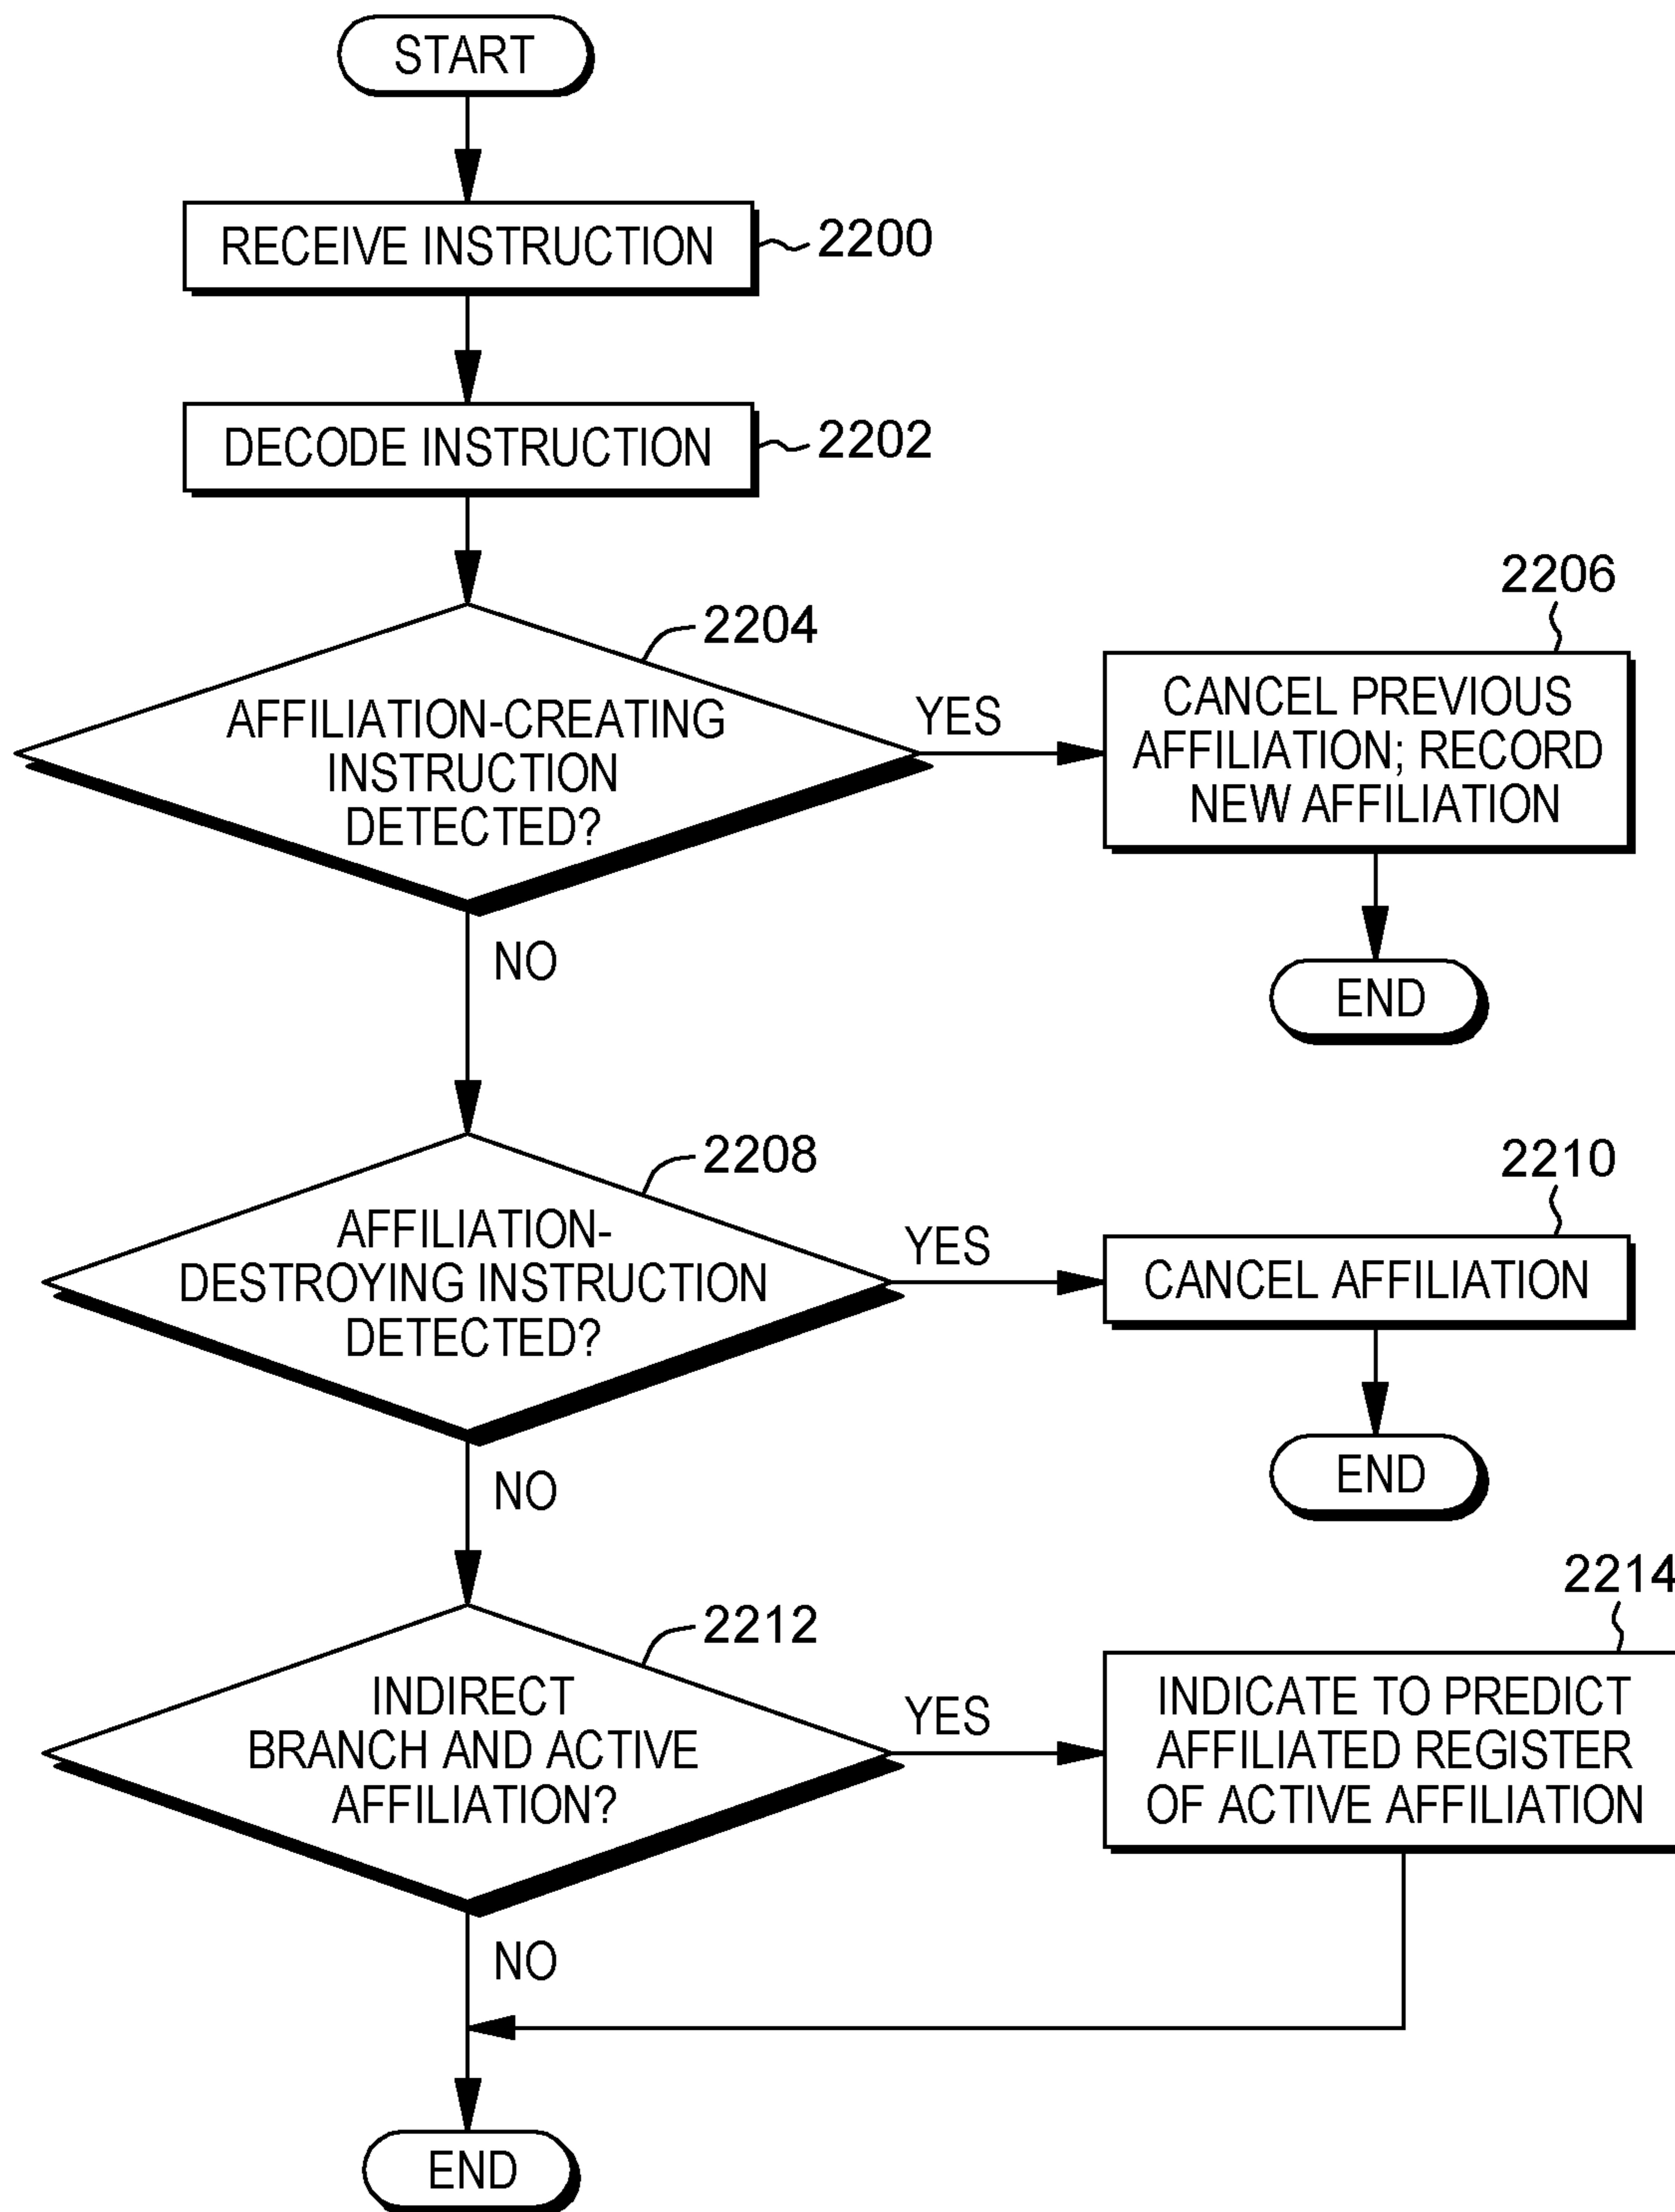 START
RECEIVE INSTRUCTION
2200
DECODE INSTRUCTION
2202
2204
AFFILIATION-CREATING
INSTRUCTION
DETECTED?
YES
2206
CANCEL PREVIOUS
AFFILIATION; RECORD
NEW AFFILIATION
END
NO
2208
AFFILIATION-
DESTROYING INSTRUCTION
DETECTED?
YES
2210
CANCEL AFFILIATION
END
NO
2212
INDIRECT
BRANCH AND ACTIVE
AFFILIATION?
YES
2214
INDICATE TO PREDICT
AFFILIATED REGISTER
OF ACTIVE AFFILIATION
NO
END